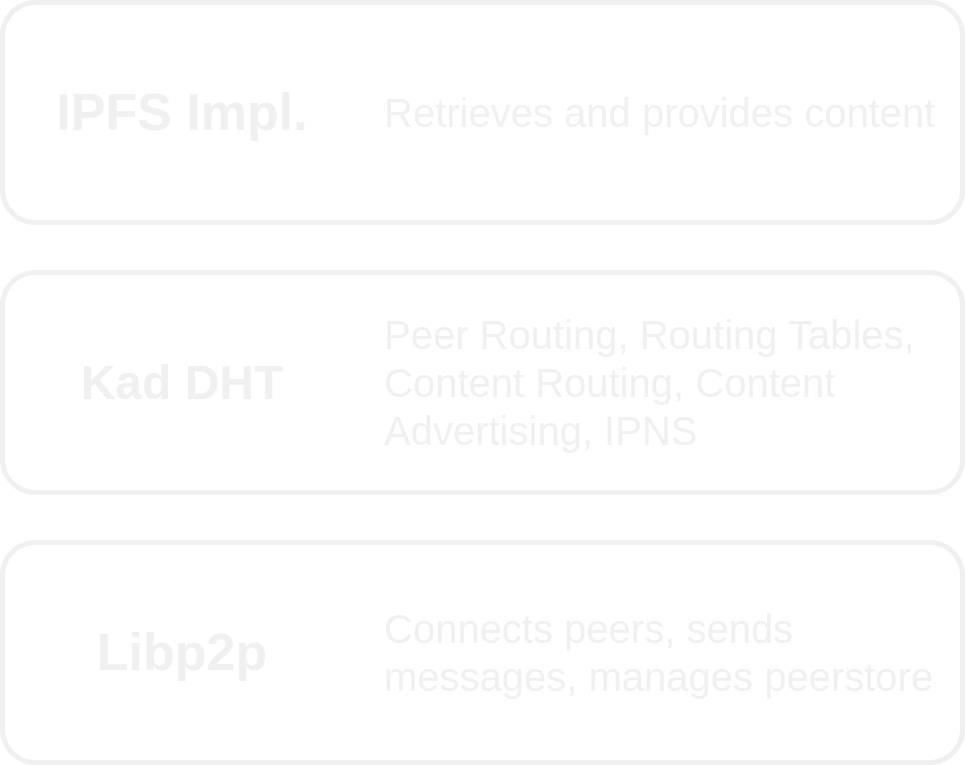 IPFS Impl.
Retrieves and provides content
Kad DHT
Peer Routing, Routing Tables,
Content Routing, Content
Advertising, IPNS
Libp2p
Connects peers, sends
messages, manages peerstore